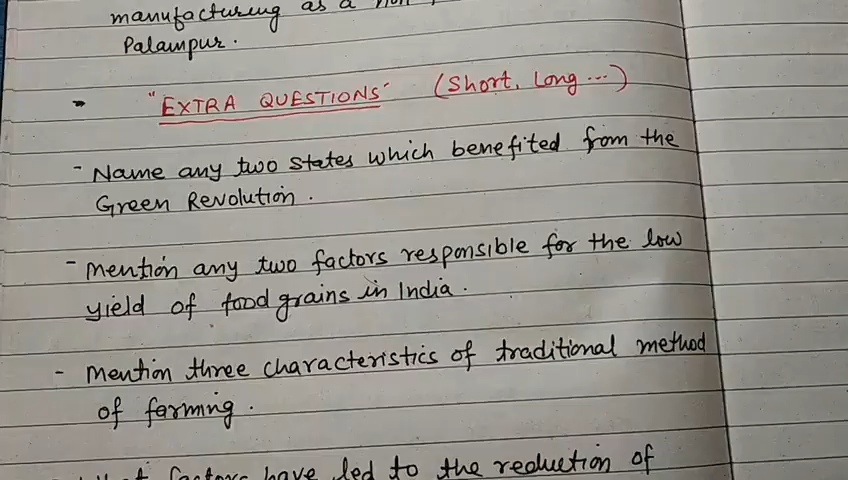 manufacturing as a non
Palampur.
- "EXTRA QUESTIONS" (Short, Long...)
- Name any two states which benefited from the
Green Revolution.
- Mention any two factors responsible for the low
yield of food grains in India.
- Mention three characteristics of traditional method
of farming.
factors have led to the reduction of